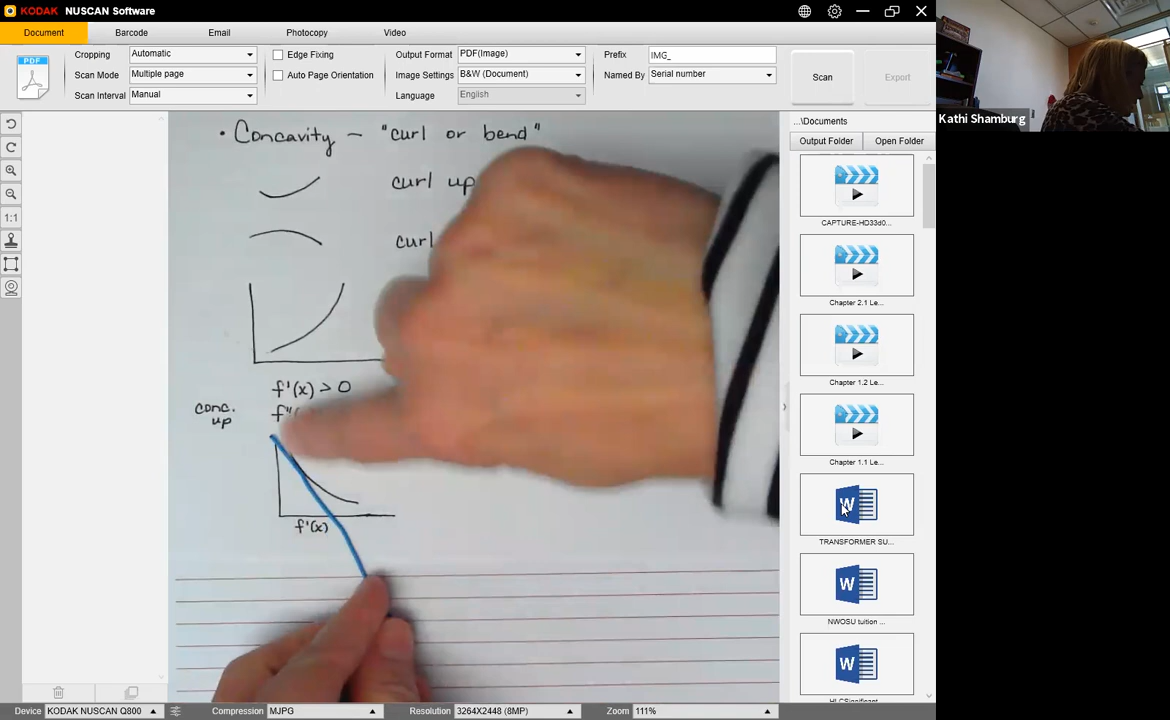 KODAK NUSCAN Software
Document Barcode Email Photocopy Video
PDF
Cropping Automatic
Scan Mode Multiple page
Scan Interval Manual
Edge Fixing
Auto Page Orientation
Output Format PDF(Image)
Image Settings B&W (Document)
Language English
Prefix IMG_
Named By Serial number
Scan
Export
1:1
• Concavity - "curl or bend"
curl up
curl
f'(x) > 0
conc. up
f"(
f'(x)
...\Documents
Output Folder Open Folder
CAPTURE-HD33d0...
Chapter 2.1 Le...
Chapter 1.2 Le...
Chapter 1.1 Le...
W
TRANSFORMER SU...
W
NWOSU tuition ...
W
HLCSignificant
Device KODAK NUSCAN Q800
Compression MJPG
Resolution 3264X2448 (8MP)
Zoom 111%
Kathi Shamburg